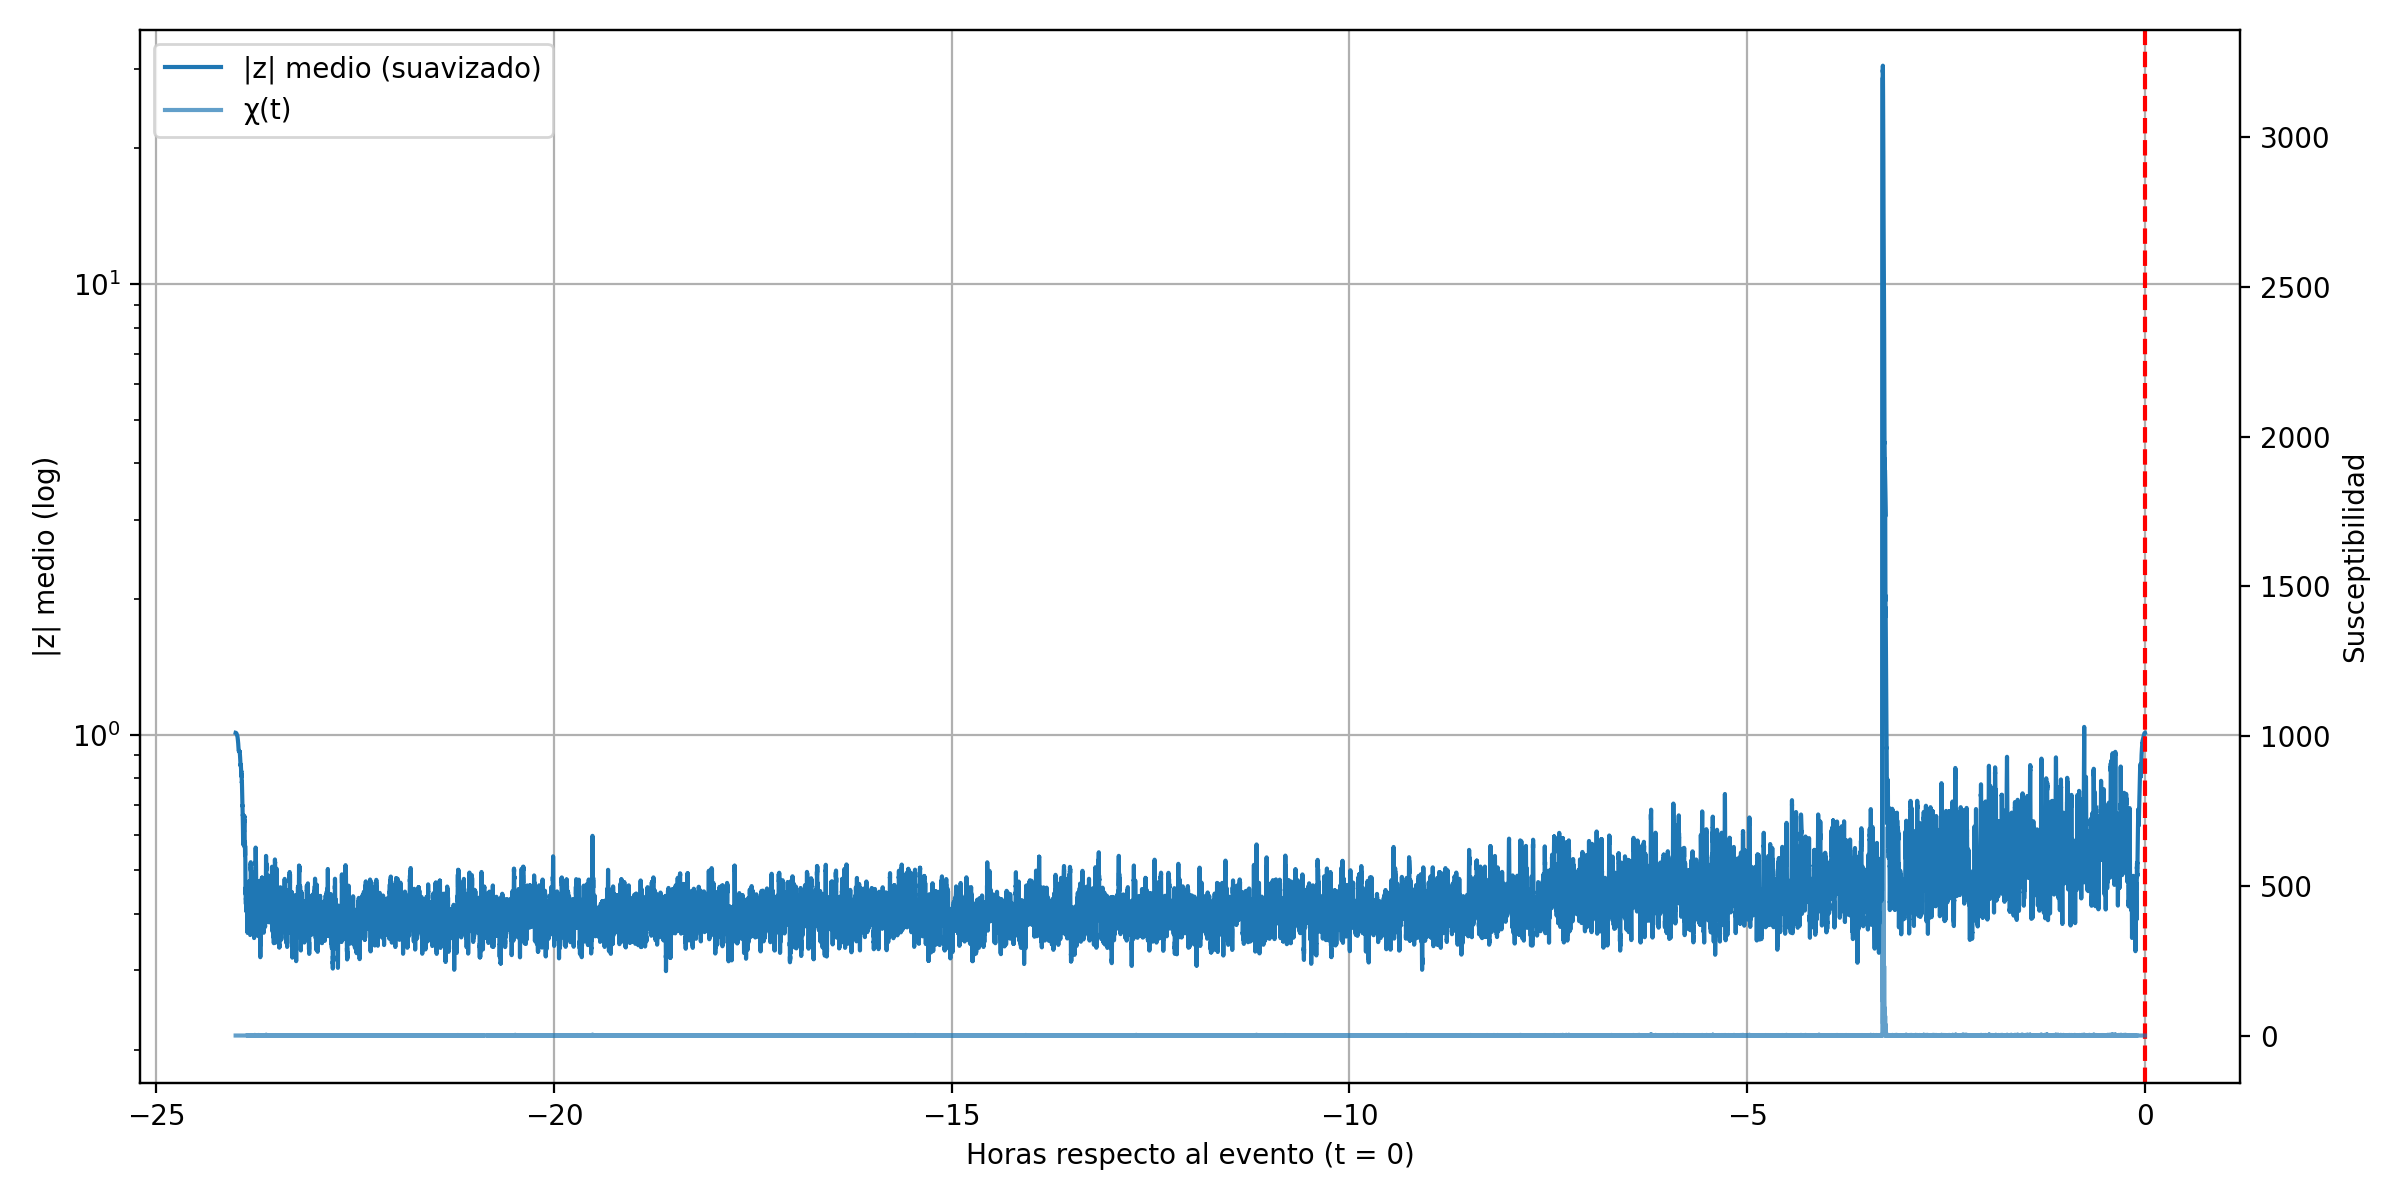 |z| medio (suavizado)
χ(t)
10¹
10⁰
|z| medio (log)
3000
2500
2000
1500
1000
500
0
Susceptibilidad
−25 −20 −15 −10 −5 0
Horas respecto al evento (t = 0)